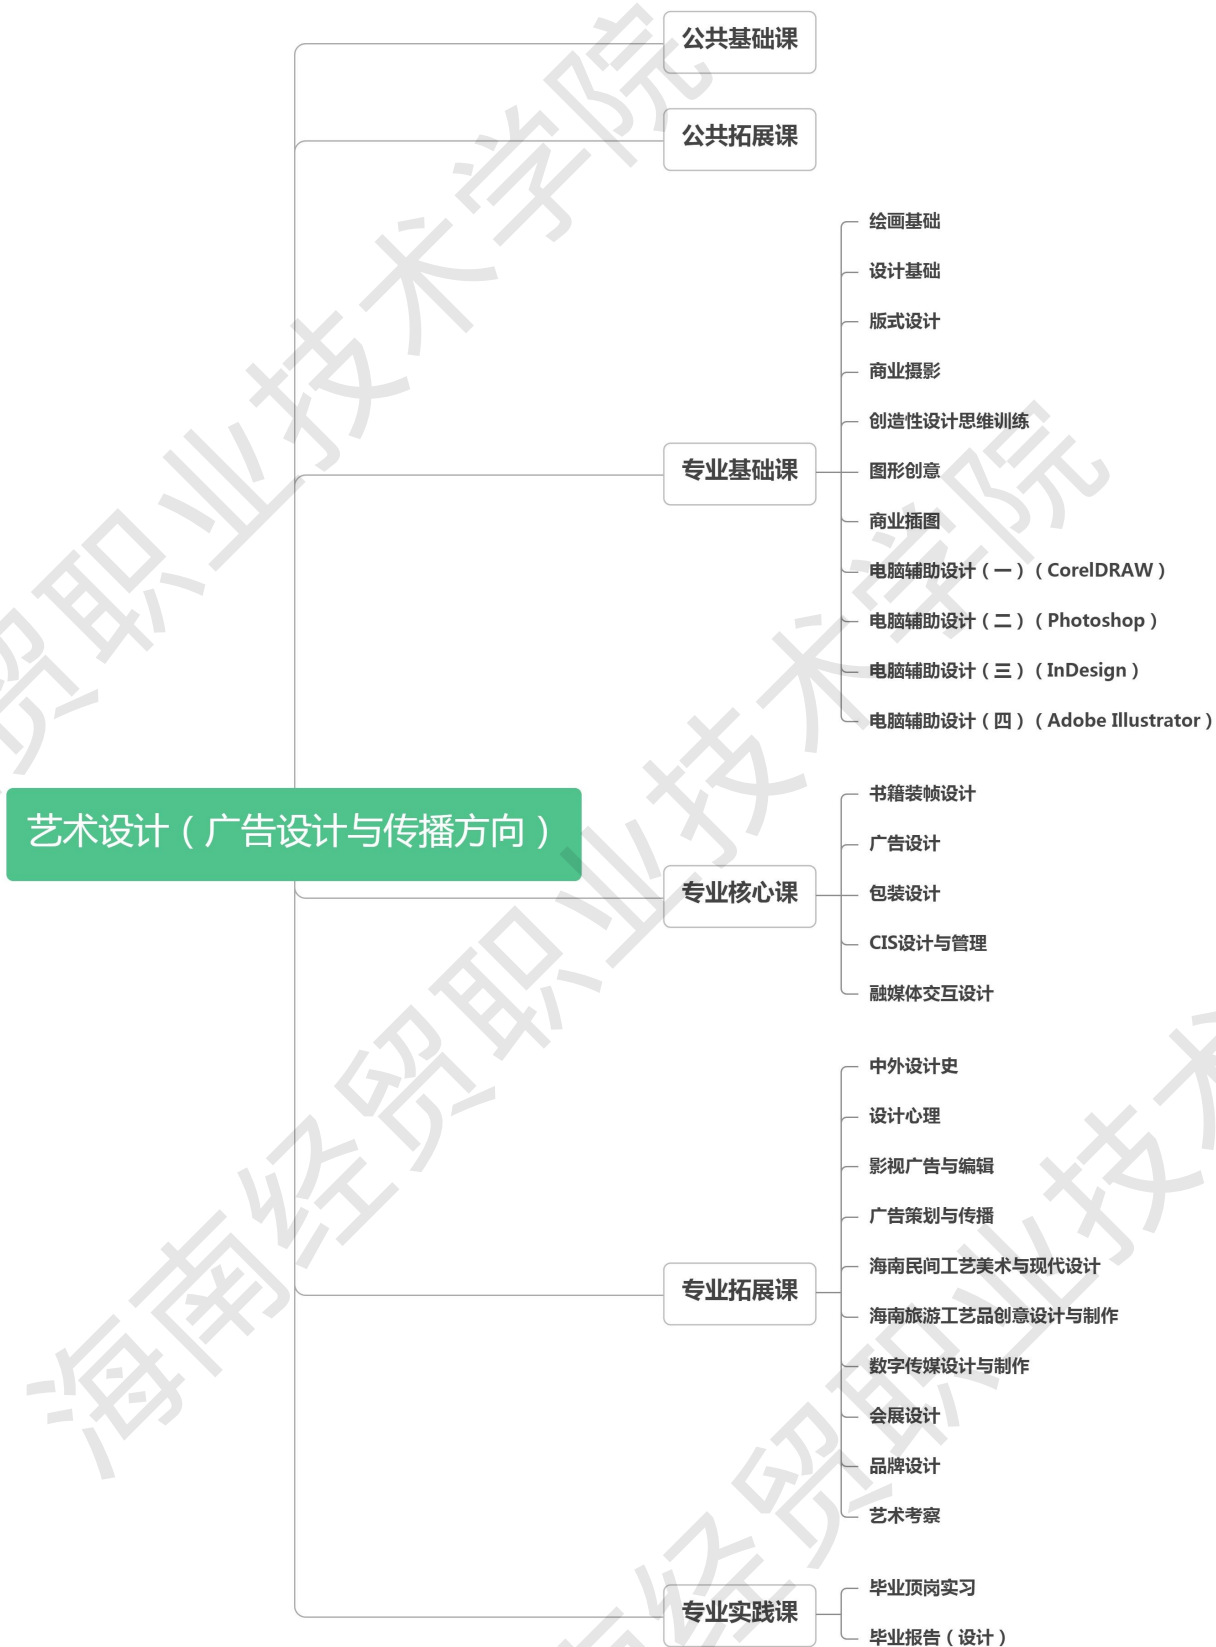 公共基础课
公共拓展课
绘画基础
设计基础
版式设计
商业摄影
创造性设计思维训练
专业基础课
图形创意
商业插图
电脑辅助设计（一）（CorelDRAW）
电脑辅助设计（二）（Photoshop）
电脑辅助设计（三）（InDesign）
电脑辅助设计（四）（Adobe Illustrator）
艺术设计（广告设计与传播方向）
书籍装帧设计
广告设计
专业核心课
包装设计
CIS设计与管理
融媒体交互设计
中外设计史
设计心理
影视广告与编辑
广告策划与传播
海南民间工艺美术与现代设计
专业拓展课
海南旅游工艺品创意设计与制作
数字传媒设计与制作
会展设计
品牌设计
艺术考察
毕业顶岗实习
专业实践课
毕业报告（设计）
贸职业技术学院
海南经贸职业技术学院
南经贸职业技术